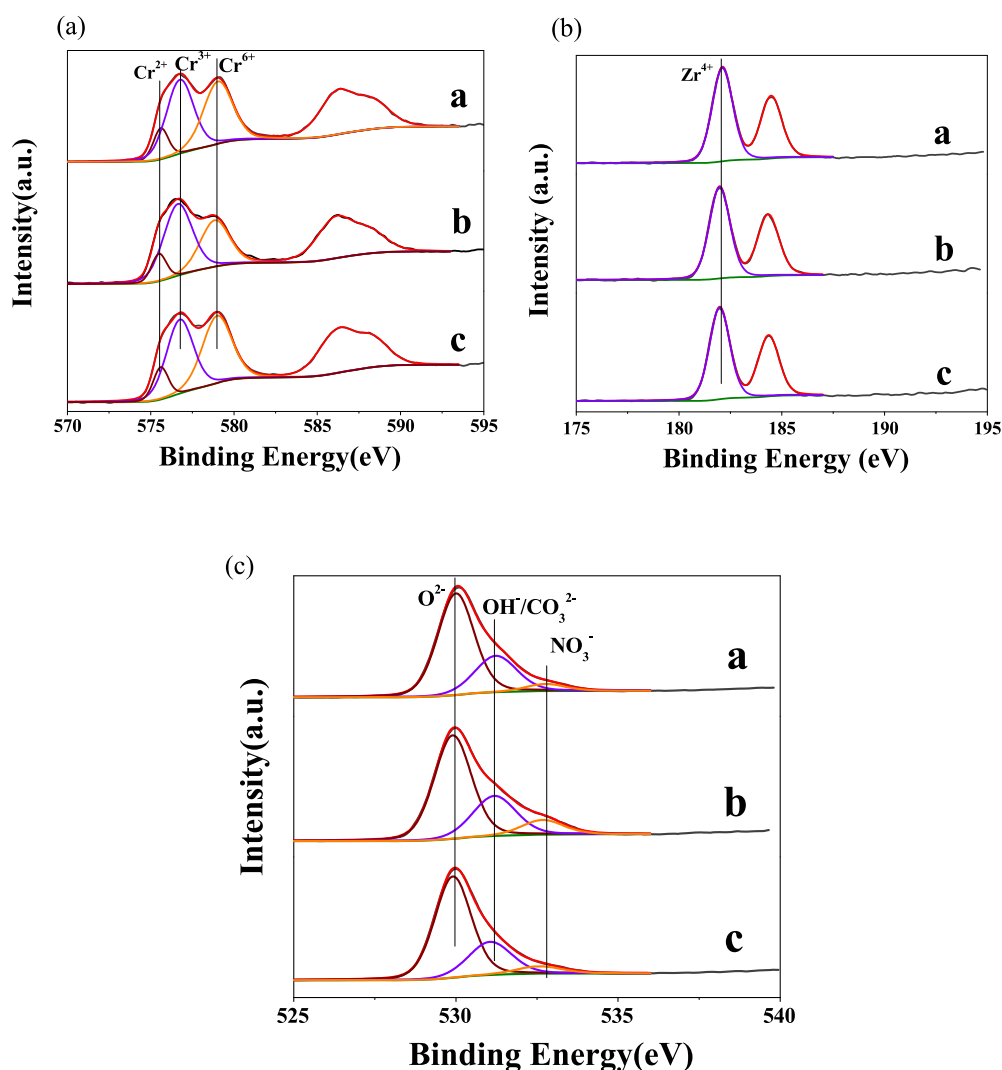 (a)
Cr²⁺ Cr³⁺ Cr⁶⁺
a
b
c
Intensity(a.u.)
570 575 580 585 590 595
Binding Energy(eV)
(b)
Zr⁴⁺
a
b
c
Intensity (a.u.)
175 180 185 190 195
Binding Energy (eV)
(c)
O²⁻ OH⁻/CO₃²⁻
NO₃⁻
a
b
c
Intensity(a.u.)
525 530 535 540
Binding Energy(eV)